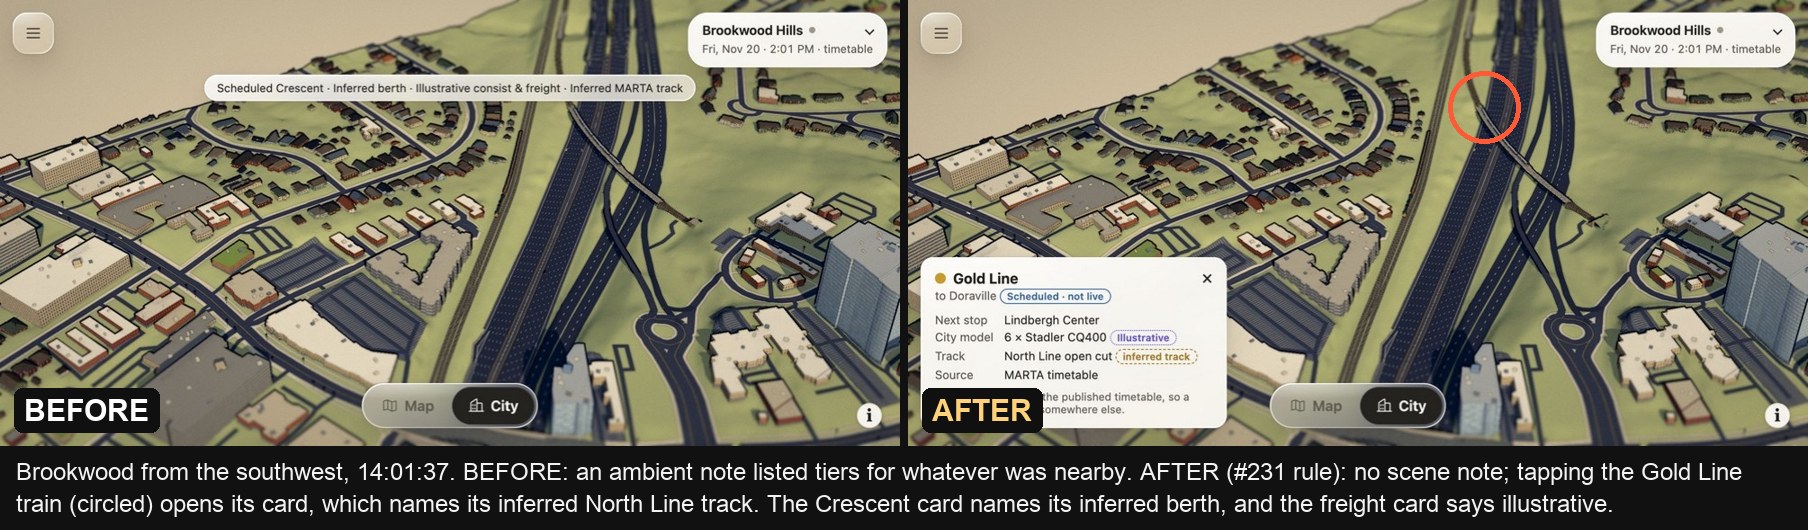 Brookwood Hills
Fri, Nov 20 · 2:01 PM · timetable
Scheduled Crescent · Inferred berth · Illustrative consist & freight · Inferred MARTA track
Map
City
i
BEFORE
Brookwood Hills
Fri, Nov 20 · 2:01 PM · timetable
Gold Line
to Doraville Scheduled · not live
Next stop Lindbergh Center
City model 6 × Stadler CQ400 Illustrative
Track North Line open cut inferred track
Source MARTA timetable
the published timetable, so a
somewhere else.
Map
City
i
AFTER
Brookwood from the southwest, 14:01:37. BEFORE: an ambient note listed tiers for whatever was nearby. AFTER (#231 rule): no scene note; tapping the Gold Line
train (circled) opens its card, which names its inferred North Line track. The Crescent card names its inferred berth, and the freight card says illustrative.